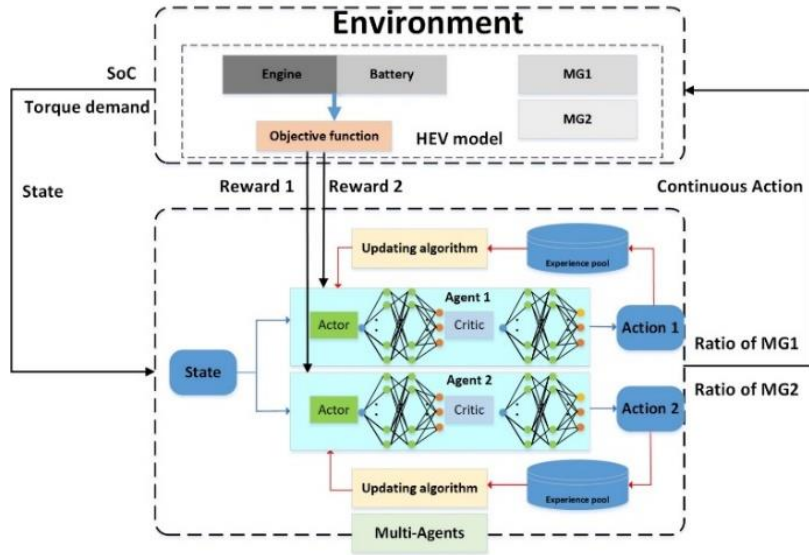 Environment
SoC
Torque demand
State
Engine
Battery
MG1
MG2
Objective function
HEV model
Reward 1
Reward 2
Continuous Action
Updating algorithm
Experience pool
Agent 1
Actor
Critic
Action 1
Ratio of MG1
State
Agent 2
Actor
Critic
Action 2
Ratio of MG2
Updating algorithm
Experience pool
Multi-Agents